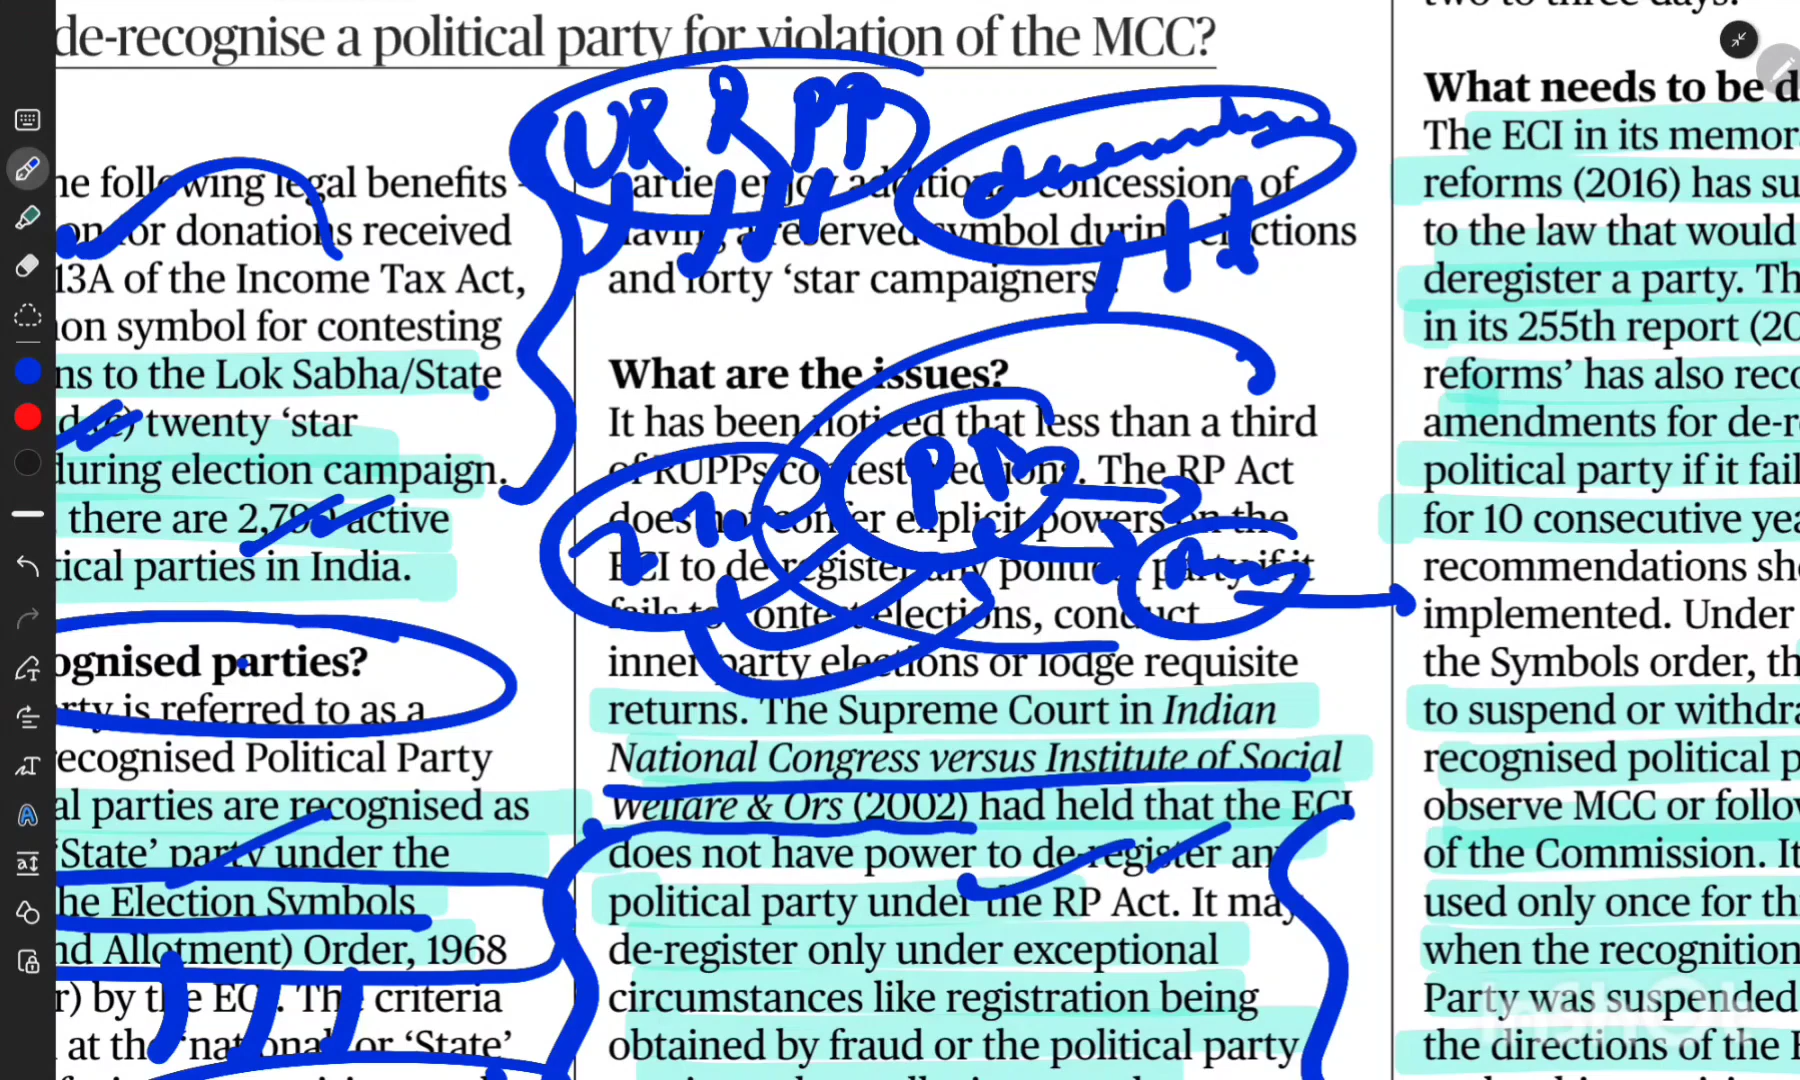 de-recognise a political party for violation of the MCC?
he following legal benefits -
on for donations received
13A of the Income Tax Act,
on symbol for contesting
ns to the Lok Sabha/State
d (c) twenty ‘star
during election campaign.
there are 2,790 active
tical parties in India.
ognised parties?
rty is referred to as a
ecognised Political Party
al parties are recognised as
‘State’ party under the
he Election Symbols
nd Allotment) Order, 1968
r) by the ECI. The criteria
at the ‘national’ or ‘State’
UR R PP
parties enjoy additional concessions of
having a reserved symbol during elections
and forty ‘star campaigners’.
What are the issues?
It has been noticed that less than a third
of RUPPs contest elections. The RP Act
does not confer explicit powers on the
ECI to de-register any political party if it
fails to contest elections, conduct
inner-party elections or lodge requisite
returns. The Supreme Court in Indian
National Congress versus Institute of Social
Welfare & Ors (2002) had held that the ECI
does not have power to de-register any
political party under the RP Act. It may
de-register only under exceptional
circumstances like registration being
obtained by fraud or the political party
two to three days?
What needs to be d
The ECI in its memor
reforms (2016) has su
to the law that would
deregister a party. Th
in its 255th report (20
reforms’ has also reco
amendments for de-r
political party if it fail
for 10 consecutive yea
recommendations sho
implemented. Under
the Symbols order, th
to suspend or withdra
recognised political p
observe MCC or follow
of the Commission. It
used only once for th
when the recognition
Party was suspended
the directions of the E